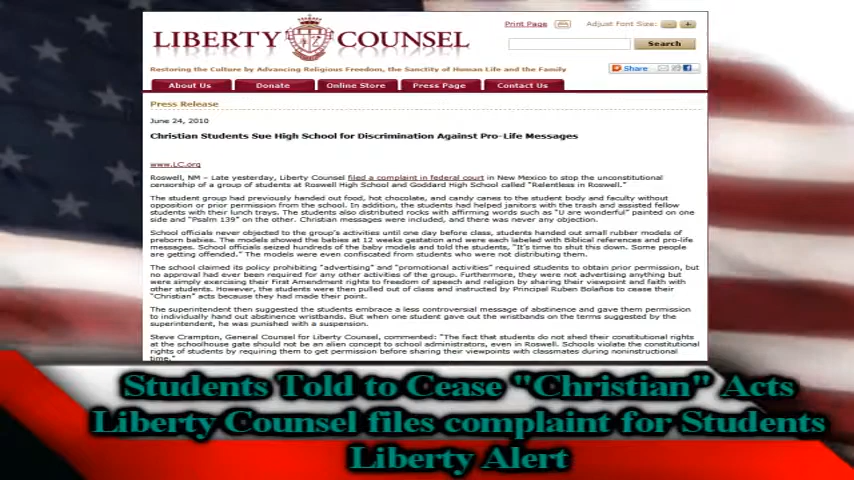 LIBERTY COUNSEL
Print Page
Adjust Font Size: - +
Search
Restoring the Culture by Advancing Religious Freedom, the Sanctity of Human Life and the Family
Share
About Us Donate Online Store Press Page Contact Us
Press Release
June 24, 2010
Christian Students Sue High School for Discrimination Against Pro-Life Messages
www.LC.org
Roswell, NM – Late yesterday, Liberty Counsel filed a complaint in federal court in New Mexico to stop the unconstitutional
censorship of a group of students at Roswell High School and Goddard High School called "Relentless in Roswell."
The student group had previously handed out food, hot chocolate, and candy canes to the student body and faculty without
opposition or prior permission from the school. In addition, the students had helped janitors with the trash and assisted fellow
students with their lunch trays. The students also distributed rocks with affirming words such as "U are wonderful" painted on one
side and "Psalm 139" on the other. Christian messages were included, and there was never any objection.
School officials never objected to the group's activities until one day before class, students handed out small rubber models of
preborn babies. The models showed the babies at 12 weeks gestation and were each labeled with Biblical references and pro-life
messages. School officials seized hundreds of the baby models and told the students, "It's time to shut this down. Some people
are getting offended." The models were even confiscated from students who were not distributing them.
The school claimed its policy prohibiting "advertising" and "promotional activities" required students to obtain prior permission, but
no approval had ever been required for any other activities of the group. Furthermore, they were not advertising anything but
were simply exercising their First Amendment rights to freedom of speech and religion by sharing their viewpoint and faith with
other students. However, the students were then pulled out of class and instructed by Principal Ruben Bolaños to cease their
"Christian" acts because they had made their point.
The superintendent then suggested the students embrace a less controversial message of abstinence and gave them permission
to individually hand out abstinence wristbands. But when one student gave out the wristbands on the terms suggested by the
superintendent, he was punished with a suspension.
Steve Crampton, General Counsel for Liberty Counsel, commented: "The fact that students do not shed their constitutional rights
at the schoolhouse gate should not be an alien concept to school administrators, even in Roswell. Schools violate the constitutional
rights of students by requiring them to get permission before sharing their viewpoints with classmates during noninstructional
time."
Students Told to Cease "Christian" Acts
Liberty Counsel files complaint for Students
Liberty Alert